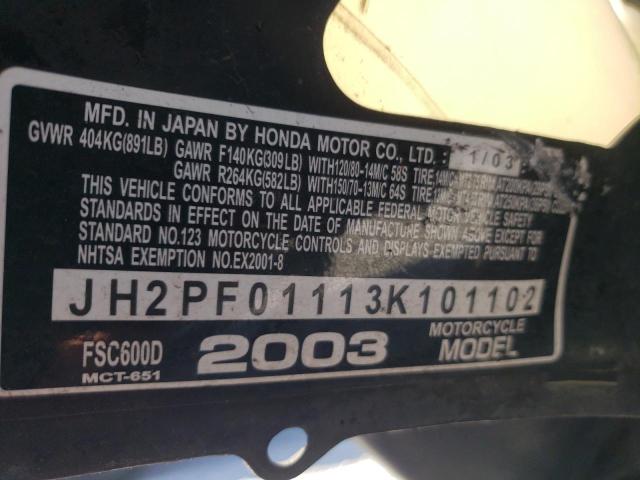 MFD. IN JAPAN BY HONDA MOTOR CO., LTD. 1/03
GVWR 404KG(891LB) GAWR F140KG(309LB) WITH120/80-14M/C 58S TIRE,
GAWR R264KG(582LB) WITH150/70-13M/C 64S TIRE,
THIS VEHICLE CONFORMS TO ALL APPLICABLE FEDERAL MOTOR VEHICLE SAFETY
STANDARDS IN EFFECT ON THE DATE OF MANUFACTURE SHOWN ABOVE EXCEPT FOR
STANDARD NO.123 MOTORCYCLE CONTROLS AND DISPLAYS EXEMPTED PURSUANT TO
NHTSA EXEMPTION NO.EX2001-8
JH2PF01113K101102
FSC600D 2003 MOTORCYCLE
MCT-651 MODEL